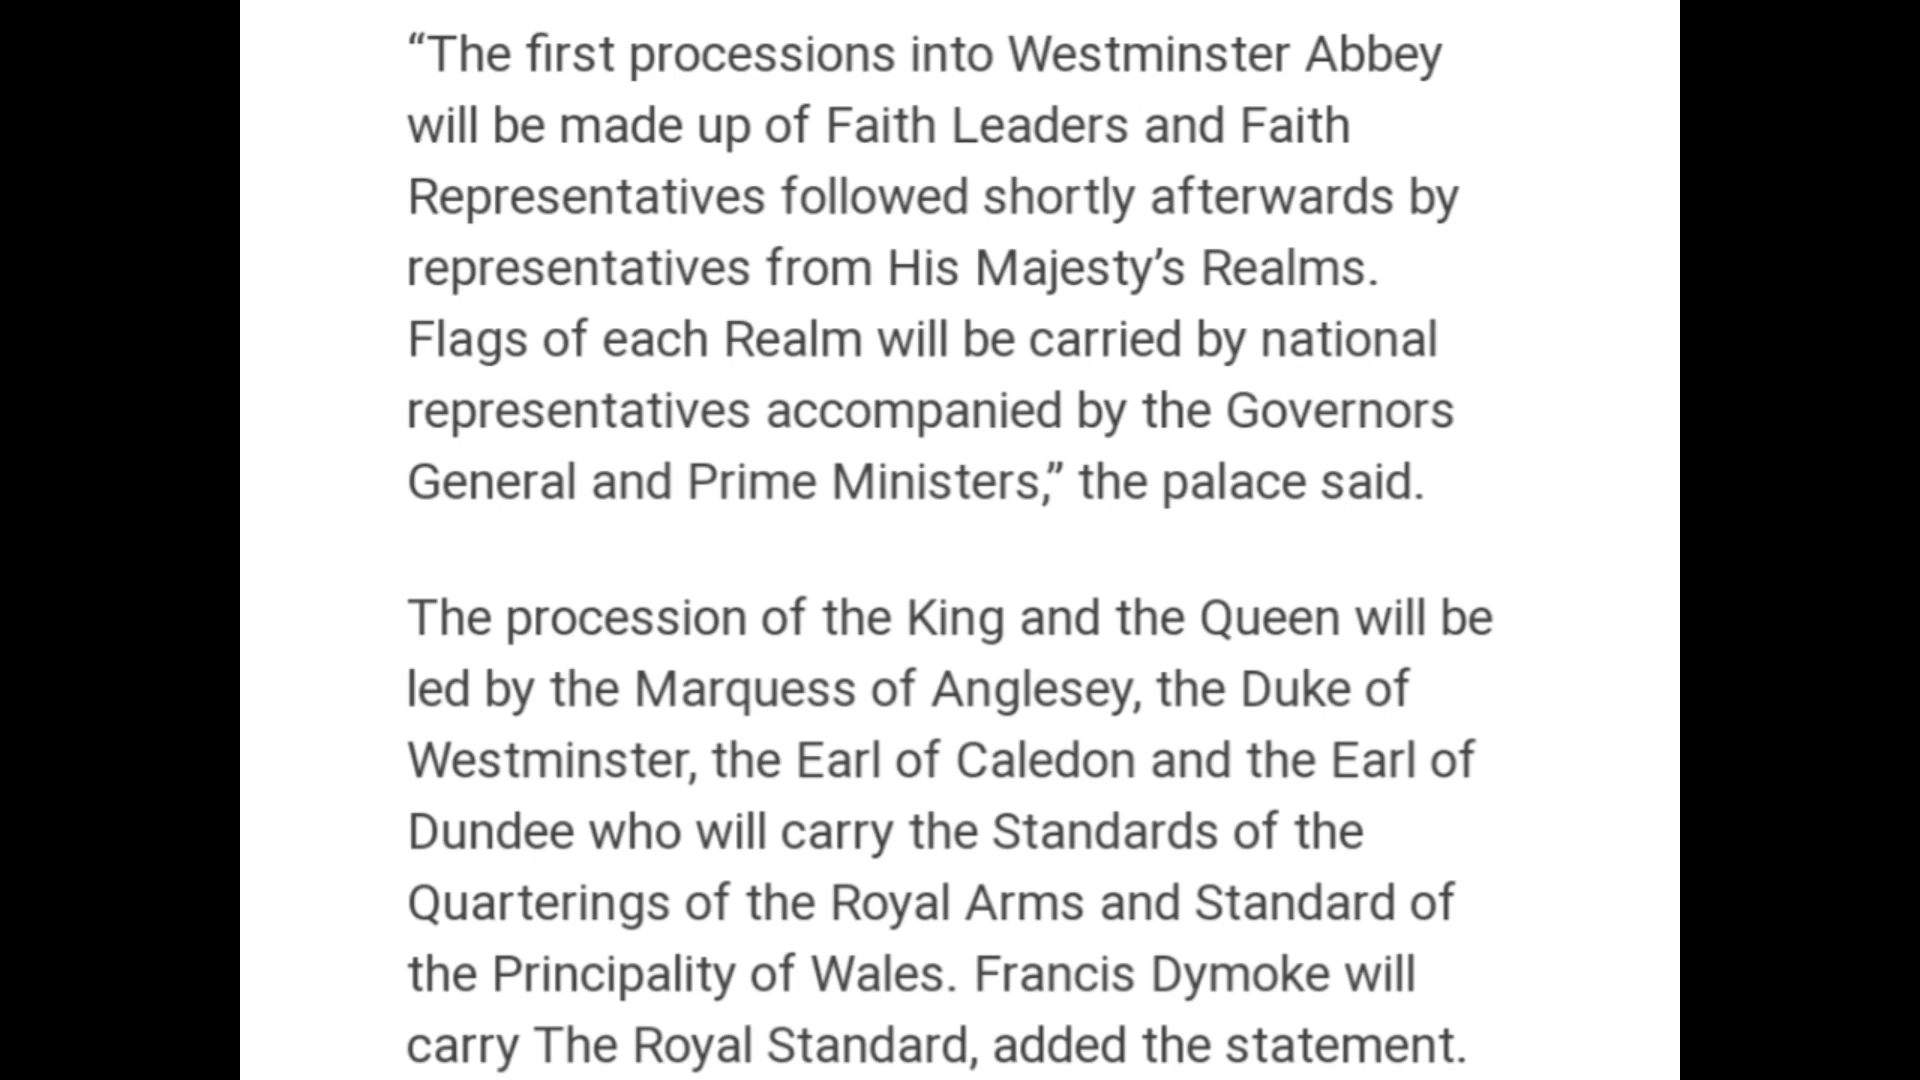 “The first processions into Westminster Abbey
will be made up of Faith Leaders and Faith
Representatives followed shortly afterwards by
representatives from His Majesty’s Realms.
Flags of each Realm will be carried by national
representatives accompanied by the Governors
General and Prime Ministers,” the palace said.
The procession of the King and the Queen will be
led by the Marquess of Anglesey, the Duke of
Westminster, the Earl of Caledon and the Earl of
Dundee who will carry the Standards of the
Quarterings of the Royal Arms and Standard of
the Principality of Wales. Francis Dymoke will
carry The Royal Standard, added the statement.